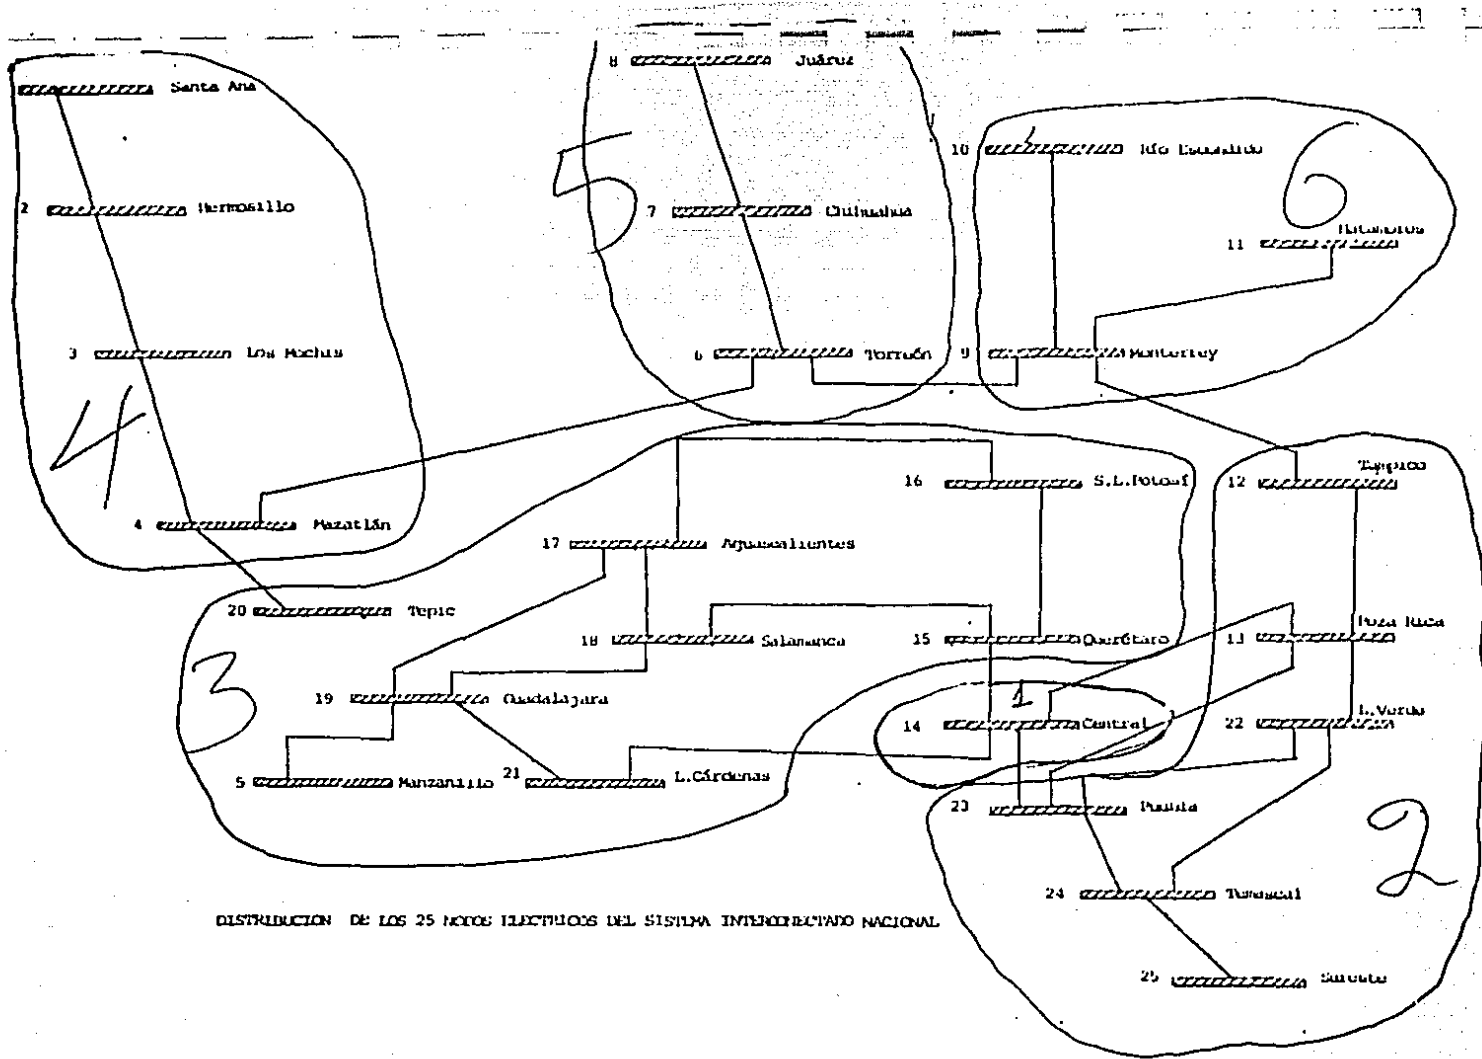 8 Juárez
Santa Ana
10 Río Escondido
5
6
2 Hermosillo
7 Chihuahua
11 Matamoros
3 Los Mochis
6 Torreón
9 Monterrey
4
16 S.L.Potosí
12 Tampico
4 Mazatlán
17 Aguascalientes
20 Tepic
18 Salamanca
15 Querétaro
13 Poza Rica
3
1
19 Guadalajara
14 Central
22 L.Verde
5 Manzanillo
21 L.Cárdenas
23 Puebla
2
24 Temascal
DISTRIBUCION DE LOS 25 NODOS ELECTRICOS DEL SISTEMA INTERCONECTADO NACIONAL
25 Sureste